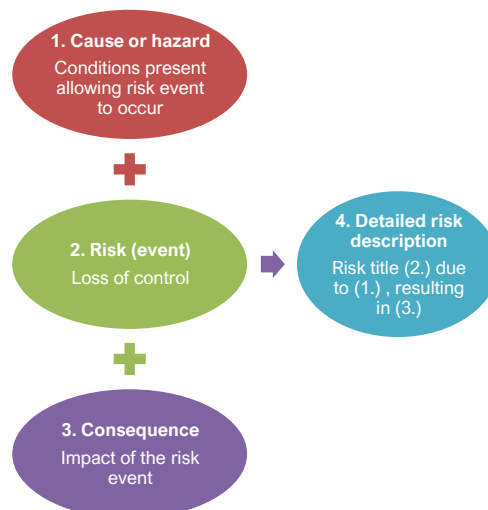 1. Cause or hazard
Conditions present
allowing risk event
to occur
2. Risk (event)
Loss of control
3. Consequence
Impact of the risk
event
4. Detailed risk
description
Risk title (2.) due
to (1.) , resulting
in (3.)